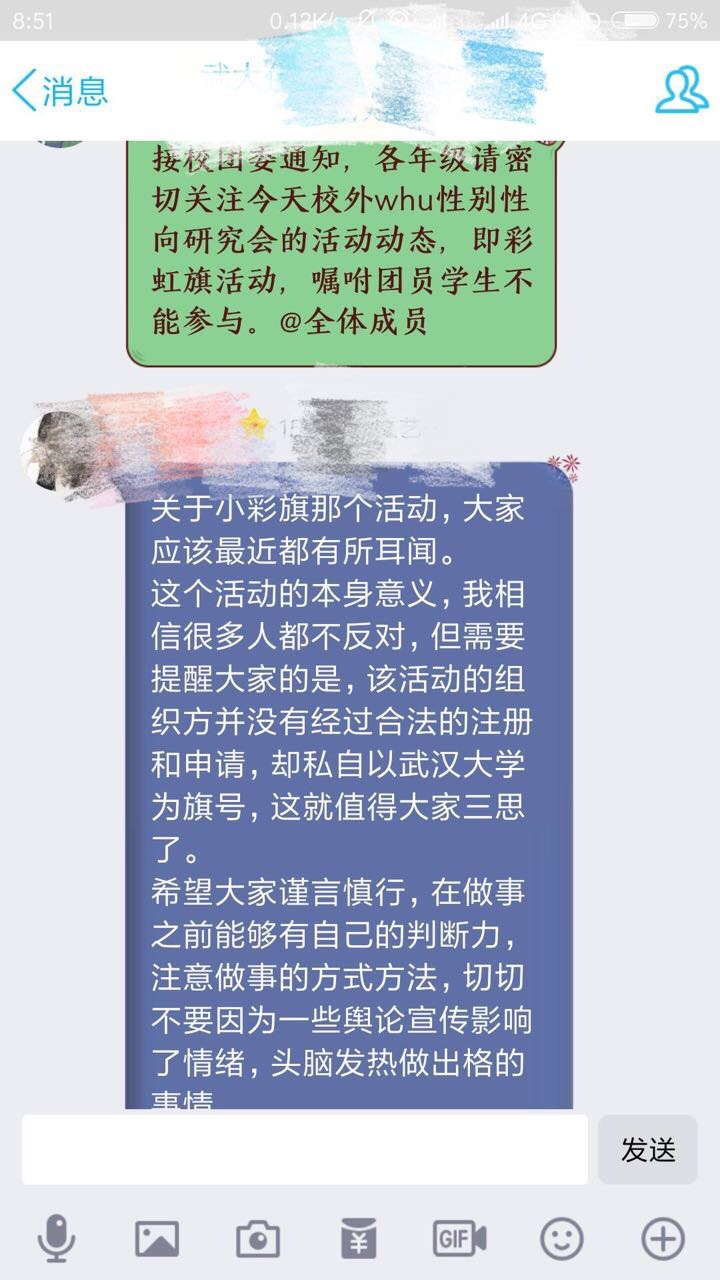 8:51
0.12K/s
4G
HD
75%
消息
接校团委通知，各年级请密
切关注今天校外whu性别性
向研究会的活动动态，即彩
虹旗活动，嘱咐团员学生不
能参与。@全体成员
关于小彩旗那个活动，大家
应该最近都有所耳闻。
这个活动的本身意义，我相
信很多人都不反对，但需要
提醒大家的是，该活动的组
织方并没有经过合法的注册
和申请，却私自以武汉大学
为旗号，这就值得大家三思
了。
希望大家谨言慎行，在做事
之前能够有自己的判断力，
注意做事的方式方法，切切
不要因为一些舆论宣传影响
了情绪，头脑发热做出格的
事情
发送
GIF